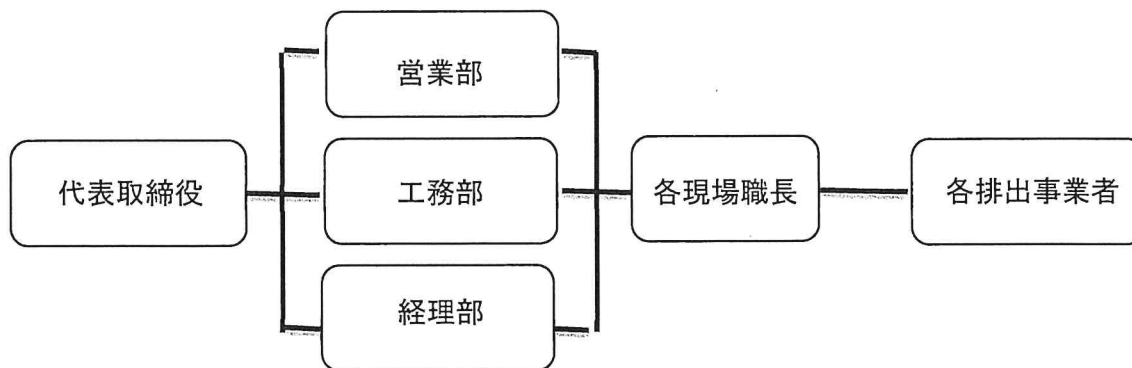 営業部
代表取締役
工務部
各現場職長
各排出事業者
経理部